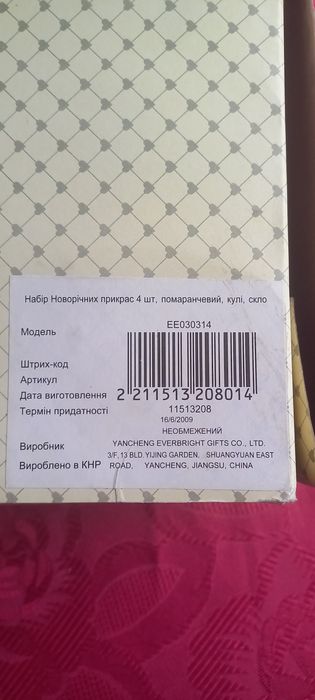 Набір Новорічних прикрас 4 шт, помаранчевий, кулі, скло
Модель EE030314
Штрих-код
Артикул
Дата виготовлення 2 211513 208014
Термін придатності 11513208
16/6/2009
НЕОБМЕЖЕНИЙ
Виробник YANCHENG EVERBRIGHT GIFTS CO., LTD.
3/F, 13 BLD. YIJING GARDEN, SHUANGYUAN EAST
Вироблено в КНР ROAD, YANCHENG, JIANGSU, CHINA